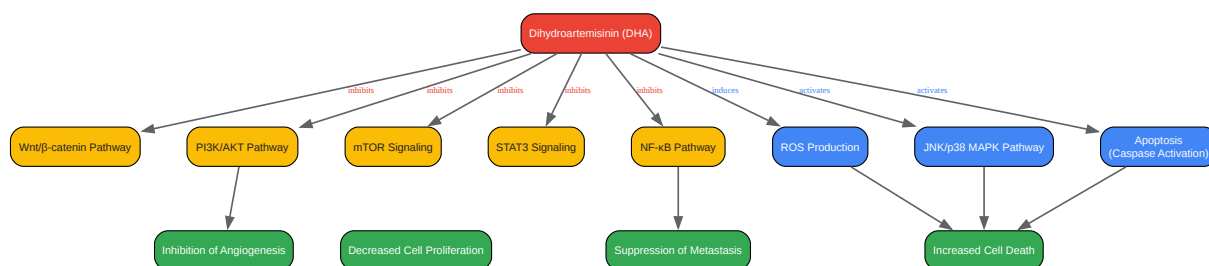 Dihydroartemisinin (DHA)
inhibits
inhibits
inhibits
inhibits
inhibits
induces
activates
activates
Wnt/β-catenin Pathway
PI3K/AKT Pathway
mTOR Signaling
STAT3 Signaling
NF-κB Pathway
ROS Production
JNK/p38 MAPK Pathway
Apoptosis
(Caspase Activation)
Inhibition of Angiogenesis
Decreased Cell Proliferation
Suppression of Metastasis
Increased Cell Death